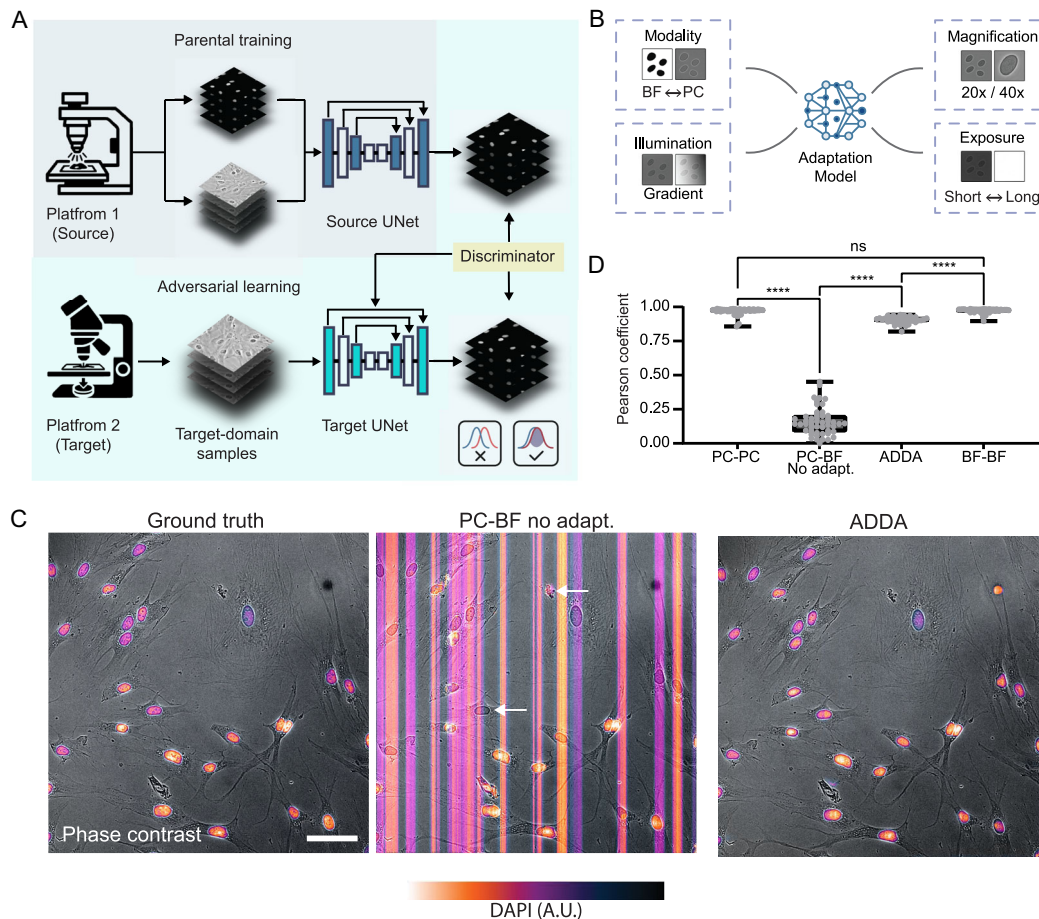 A
Parental training
Platfrom 1
(Source)
Source UNet
Discriminator
Adversarial learning
Platfrom 2
(Target)
Target-domain
samples
Target UNet
B
Modality
BF ↔ PC
Magnification
20x / 40x
Illumination
Gradient
Adaptation
Model
Exposure
Short ↔ Long
D
ns
****
****
****
Pearson coefficient
1.00
0.75
0.50
0.25
0.00
PC-PC
PC-BF
No adapt.
ADDA
BF-BF
C
Ground truth
PC-BF no adapt.
ADDA
Phase contrast
DAPI (A.U.)